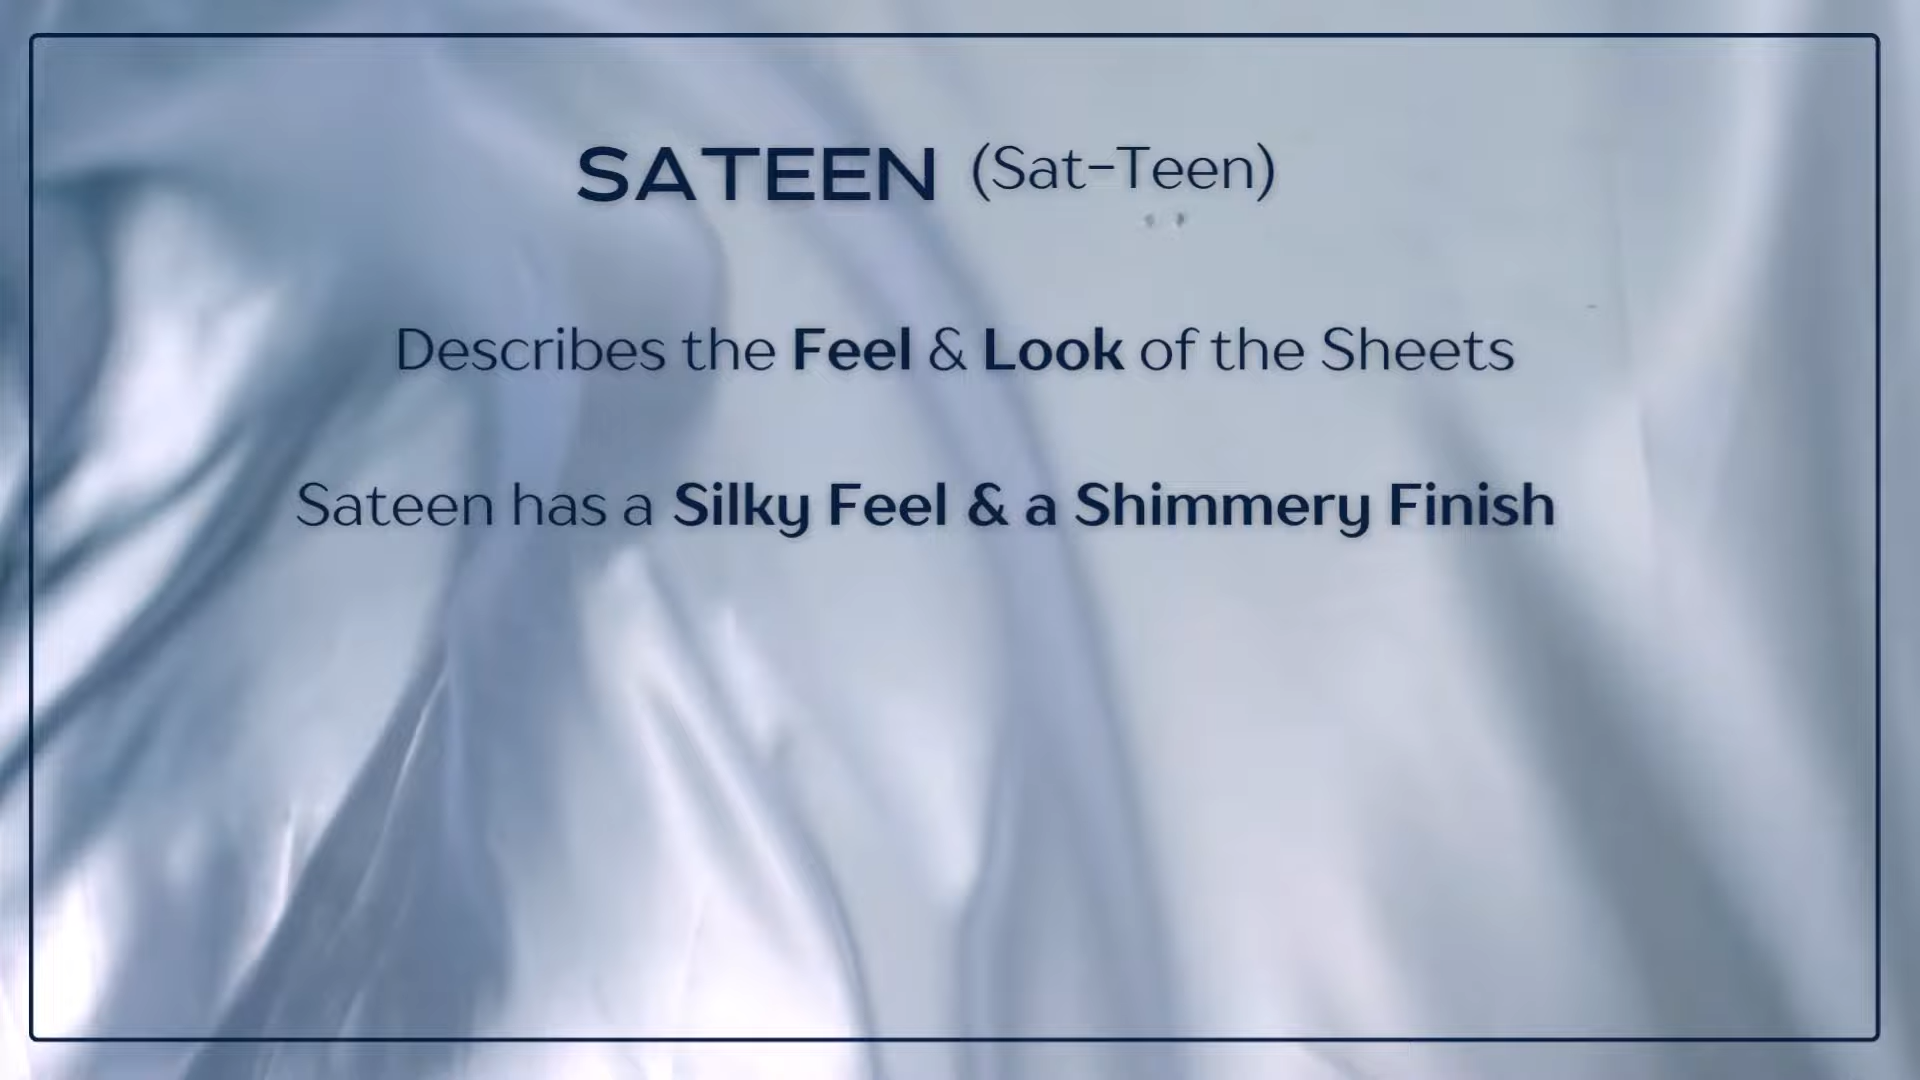 SATEEN (Sat-Teen)
Describes the Feel & Look of the Sheets
Sateen has a Silky Feel & a Shimmery Finish